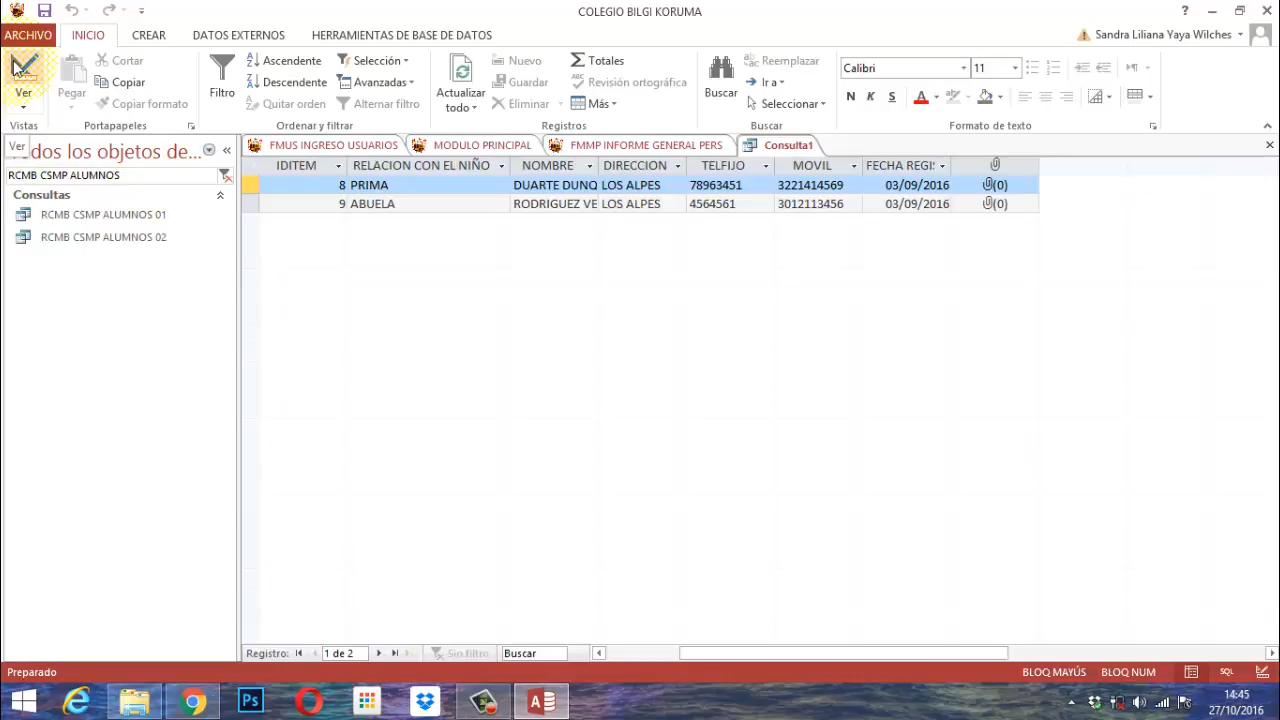 COLEGIO BILGI KORUMA
?
ARCHIVO INICIO CREAR DATOS EXTERNOS HERRAMIENTAS DE BASE DE DATOS
Sandra Liliana Yaya Wilches
Ver
Pegar
Cortar
Copiar
Copiar formato
Filtro
Ascendente
Descendente
Quitar orden
Selección
Avanzadas
Alternar filtro
Actualizar
todo
Nuevo
Guardar
Eliminar
Totales
Revisión ortográfica
Más
Buscar
Reemplazar
Ir a
Seleccionar
Calibri 11
N K S A
Vistas Portapapeles Ordenar y filtrar Registros Buscar Formato de texto
Ver
dos los objetos de...
RCMB CSMP ALUMNOS
Consultas
RCMB CSMP ALUMNOS 01
RCMB CSMP ALUMNOS 02
FMUS INGRESO USUARIOS MODULO PRINCIPAL FMMP INFORME GENERAL PERS Consulta1
IDITEM RELACION CON EL NIÑO NOMBRE DIRECCION TELFIJO MOVIL FECHA REGIS
8 PRIMA DUARTE DUNQ LOS ALPES 78963451 3221414569 03/09/2016 (0)
9 ABUELA RODRIGUEZ VE LOS ALPES 4564561 3012113456 03/09/2016 (0)
Registro: 1 de 2 Sin filtro Buscar
Preparado BLOQ MAYÚS BLOQ NUM SQL
Ps
14:45
27/10/2016